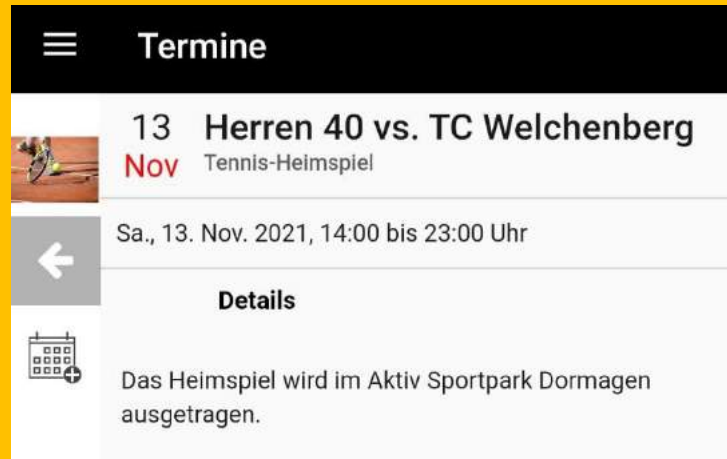 Termine
13 Herren 40 vs. TC Welchenberg
Nov Tennis-Heimspiel
Sa., 13. Nov. 2021, 14:00 bis 23:00 Uhr
Details
Das Heimspiel wird im Aktiv Sportpark Dormagen
ausgetragen.